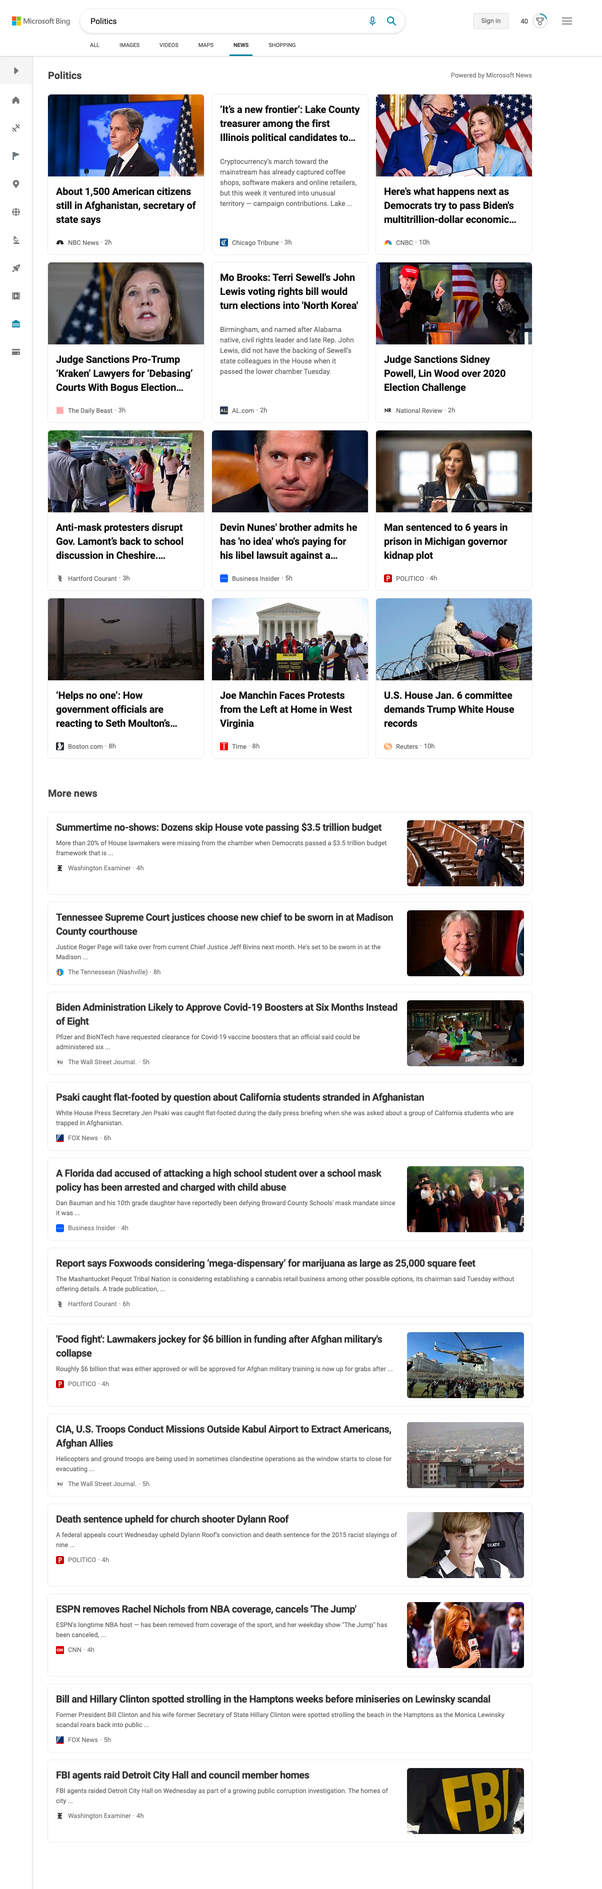 Microsoft Bing
Politics
Sign in
40
ALL
IMAGES
VIDEOS
MAPS
NEWS
SHOPPING
Politics
Powered by Microsoft News
About 1,500 American citizens
still in Afghanistan, secretary of
state says
NBC News · 2h
'It's a new frontier': Lake County
treasurer among the first
Illinois political candidates to...
Cryptocurrency's march toward the
mainstream has already captured coffee
shops, software makers and online retailers,
but this week it ventured into unusual
territory — campaign contributions. Lake ...
Chicago Tribune · 3h
Here's what happens next as
Democrats try to pass Biden's
multitrillion-dollar economic...
CNBC · 10h
Judge Sanctions Pro-Trump
'Kraken' Lawyers for 'Debasing'
Courts With Bogus Election...
The Daily Beast · 3h
Mo Brooks: Terri Sewell's John
Lewis voting rights bill would
turn elections into 'North Korea'
Birmingham, and named after Alabama
native, civil rights leader and late Rep. John
Lewis, did not have the backing of Sewell's
state colleagues in the House when it
passed the lower chamber Tuesday.
AL.com · 2h
Judge Sanctions Sidney
Powell, Lin Wood over 2020
Election Challenge
NR National Review · 2h
Anti-mask protesters disrupt
Gov. Lamont's back to school
discussion in Cheshire....
Hartford Courant · 3h
Devin Nunes' brother admits he
has 'no idea' who's paying for
his libel lawsuit against a...
Business Insider · 5h
Man sentenced to 6 years in
prison in Michigan governor
kidnap plot
POLITICO · 4h
'Helps no one': How
government officials are
reacting to Seth Moulton's...
Boston.com · 8h
Joe Manchin Faces Protests
from the Left at Home in West
Virginia
Time · 8h
U.S. House Jan. 6 committee
demands Trump White House
records
Reuters · 10h
More news
Summertime no-shows: Dozens skip House vote passing $3.5 trillion budget
More than 20% of House lawmakers were missing from the chamber when Democrats passed a $3.5 trillion budget
framework that is ...
Washington Examiner · 4h
Tennessee Supreme Court justices choose new chief to be sworn in at Madison
County courthouse
Justice Roger Page will take over from current Chief Justice Jeff Bivins next month. He's set to be sworn in at the
Madison ...
The Tennessean (Nashville) · 8h
Biden Administration Likely to Approve Covid-19 Boosters at Six Months Instead
of Eight
Pfizer and BioNTech have requested clearance for Covid-19 vaccine boosters that an official said could be
administered six ...
The Wall Street Journal. · 5h
Psaki caught flat-footed by question about California students stranded in Afghanistan
White House Press Secretary Jen Psaki was caught flat-footed during the daily press briefing when she was asked about a group of California students who are
trapped in Afghanistan.
FOX News · 6h
A Florida dad accused of attacking a high school student over a school mask
policy has been arrested and charged with child abuse
Dan Bauman and his 10th grade daughter have reportedly been defying Broward County Schools' mask mandate since
it was ...
Business Insider · 4h
Report says Foxwoods considering 'mega-dispensary' for marijuana as large as 25,000 square feet
The Mashantucket Pequot Tribal Nation is considering establishing a cannabis retail business among other possible options, its chairman said Tuesday without
offering details. A trade publication, ...
Hartford Courant · 6h
'Food fight': Lawmakers jockey for $6 billion in funding after Afghan military's
collapse
Roughly $6 billion that was either approved or will be approved for Afghan military training is now up for grabs after ...
POLITICO · 4h
CIA, U.S. Troops Conduct Missions Outside Kabul Airport to Extract Americans,
Afghan Allies
Helicopters and ground troops are being used in sometimes clandestine operations as the window starts to close for
evacuating ...
The Wall Street Journal. · 5h
Death sentence upheld for church shooter Dylann Roof
A federal appeals court Wednesday upheld Dylann Roof's conviction and death sentence for the 2015 racist slayings of
nine ...
POLITICO · 4h
ESPN removes Rachel Nichols from NBA coverage, cancels 'The Jump'
ESPN's longtime NBA host — has been removed from coverage of the sport, and her weekday show "The Jump" has
been canceled, ...
CNN · 4h
Bill and Hillary Clinton spotted strolling in the Hamptons weeks before miniseries on Lewinsky scandal
Former President Bill Clinton and his wife former Secretary of State Hillary Clinton were spotted strolling the beach in the Hamptons as the Monica Lewinsky
scandal roars back into public ...
FOX News · 5h
FBI agents raid Detroit City Hall and council member homes
FBI agents raided Detroit City Hall on Wednesday as part of a growing public corruption investigation. The homes of
city ...
Washington Examiner · 4h
FBI